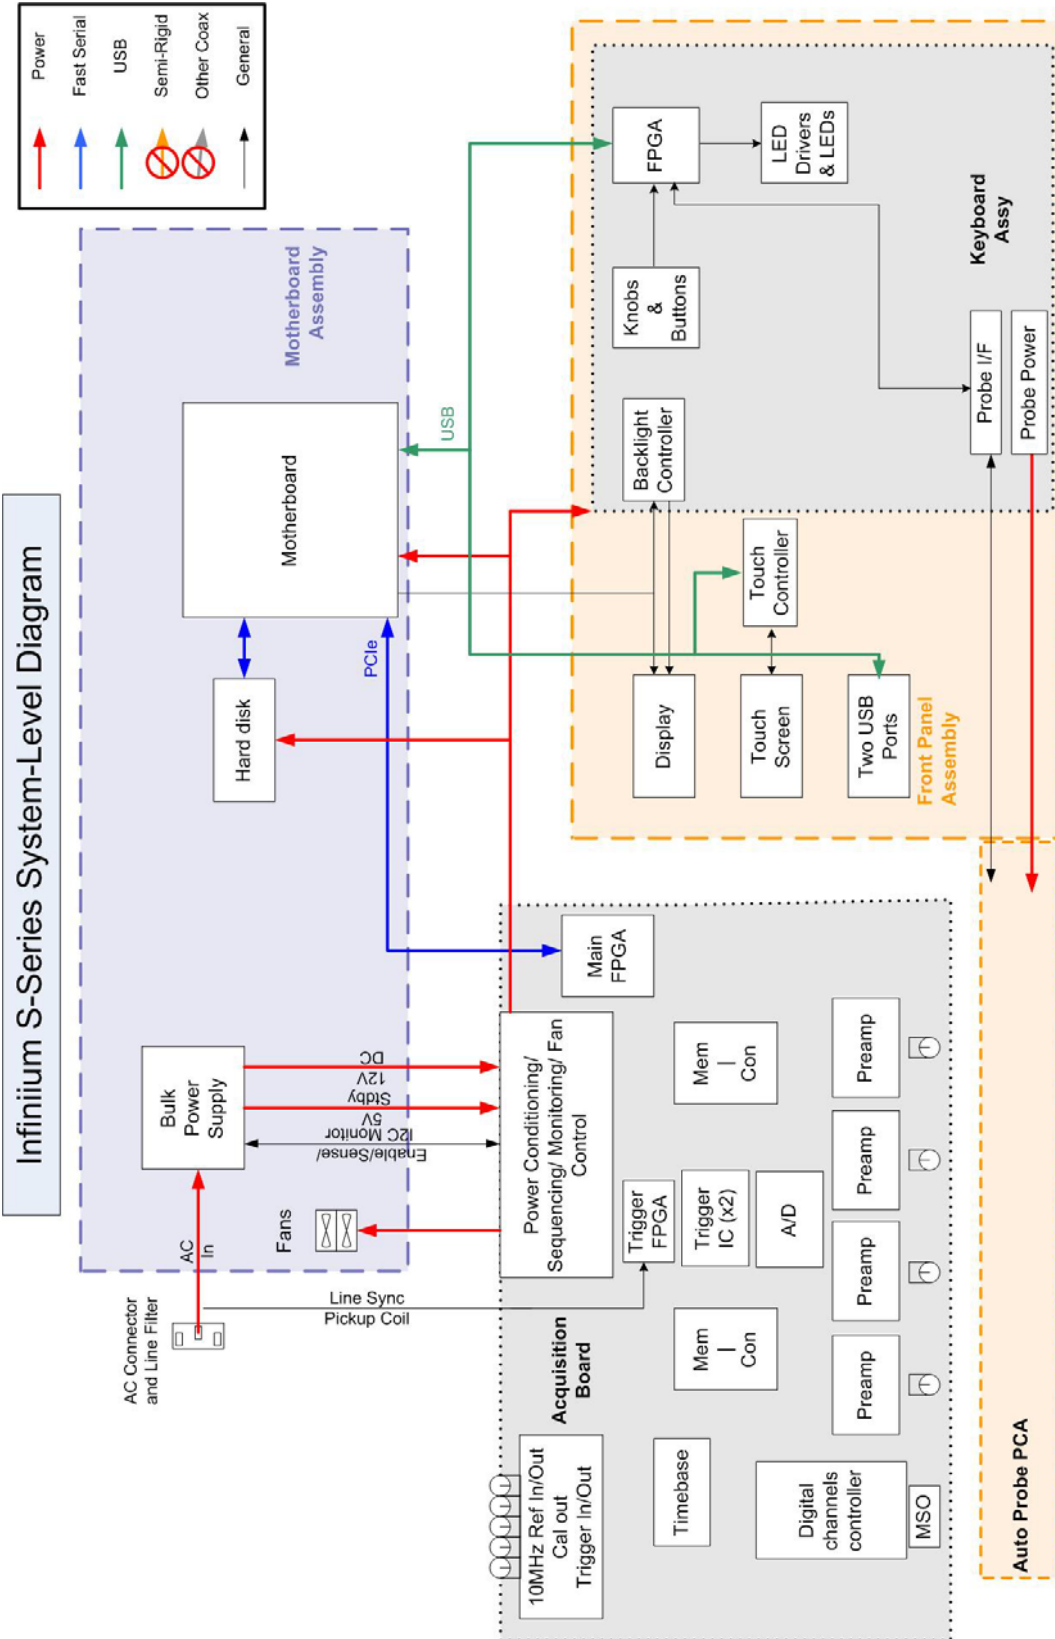 Infiniium S-Series System-Level Diagram
Power
Fast Serial
USB
Semi-Rigid
Other Coax
General
AC Connector
and Line Filter
AC
In
Bulk
Power
Supply
Fans
Enable/Sense/
I2C Monitor
5V
Stdby
12V
DC
Hard disk
Motherboard
Motherboard
Assembly
PCIe
USB
Line Sync
Pickup Coil
10MHz Ref In/Out
Cal out
Trigger In/Out
Acquisition
Board
Power Conditioning/
Sequencing/ Monitoring/ Fan
Control
Main
FPGA
Timebase
Mem
Con
Trigger
FPGA
Trigger
IC (x2)
A/D
Mem
Con
Digital
channels
controller
MSO
Preamp
Preamp
Preamp
Preamp
Display
Touch
Screen
Two USB
Ports
Front Panel
Assembly
Backlight
Controller
Touch
Controller
Knobs
&
Buttons
FPGA
LED
Drivers
& LEDs
Keyboard
Assy
Probe I/F
Probe Power
Auto Probe PCA